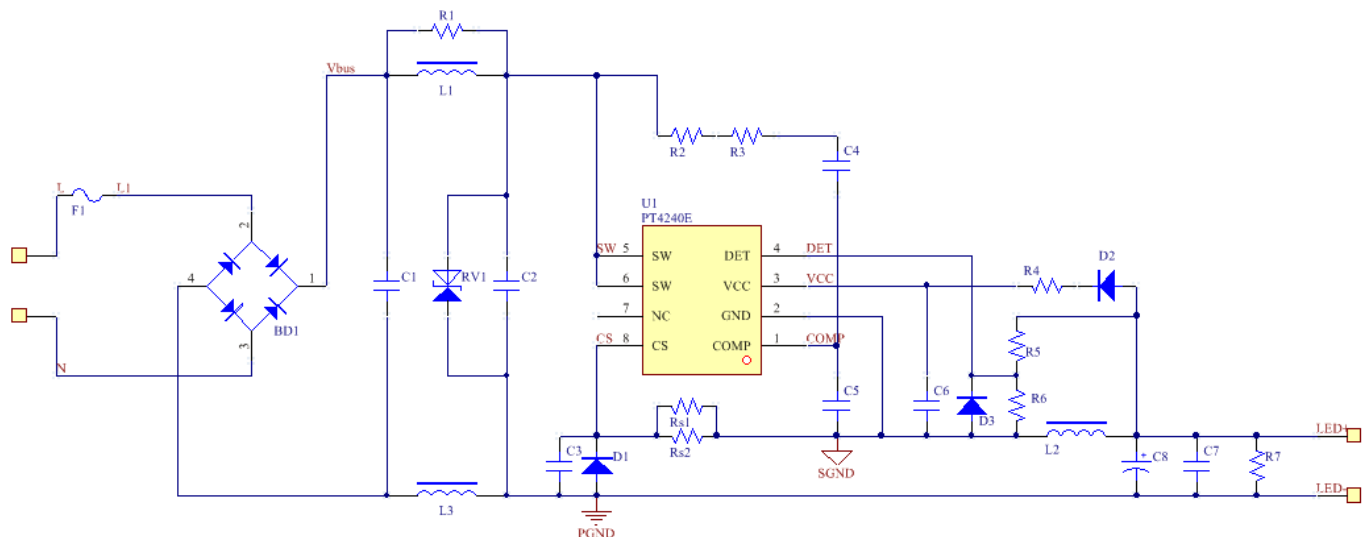 R1
Vbus
L1
R2
R3
C4
L
L1
F1
2
U1
PT4240E
4
1
C1
RV1
C2
SW
5
SW
DET
4
DET
D2
6
SW
VCC
3
VCC
R4
7
NC
GND
2
BD1
3
CS
8
CS
COMP
1
COMP
R5
N
C5
C6
R6
D3
Rs1
Rs2
LED+
C3
D1
SGND
L2
+
C8
C7
R7
L3
LED-
PGND